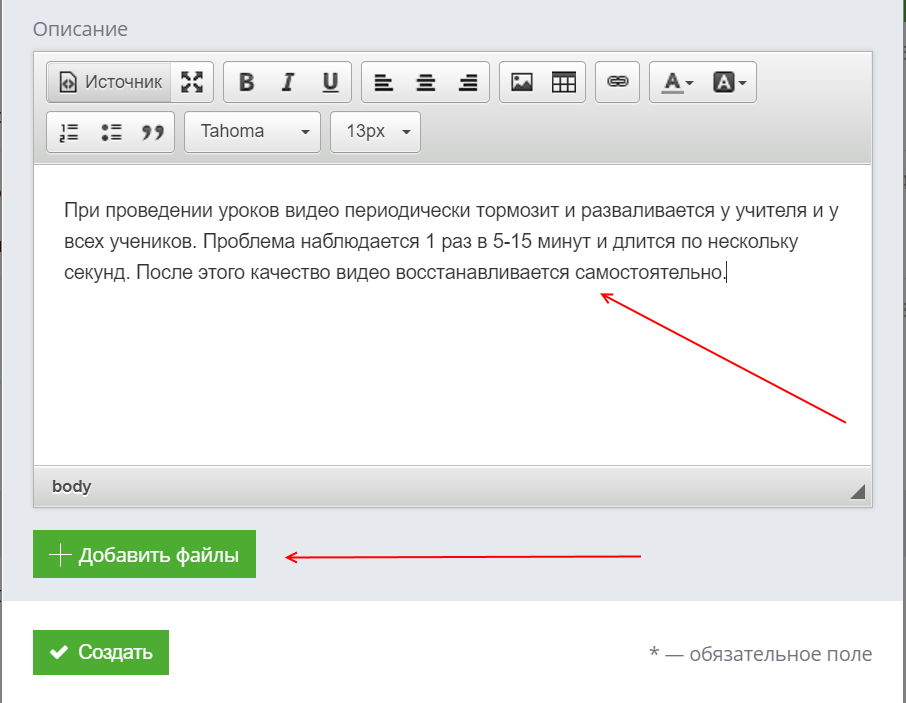 Описание
Источник B I U A A
Tahoma 13px
При проведении уроков видео периодически тормозит и разваливается у учителя и у
всех учеников. Проблема наблюдается 1 раз в 5-15 минут и длится по нескольку
секунд. После этого качество видео восстанавливается самостоятельно.
body
Добавить файлы
Создать
* — обязательное поле